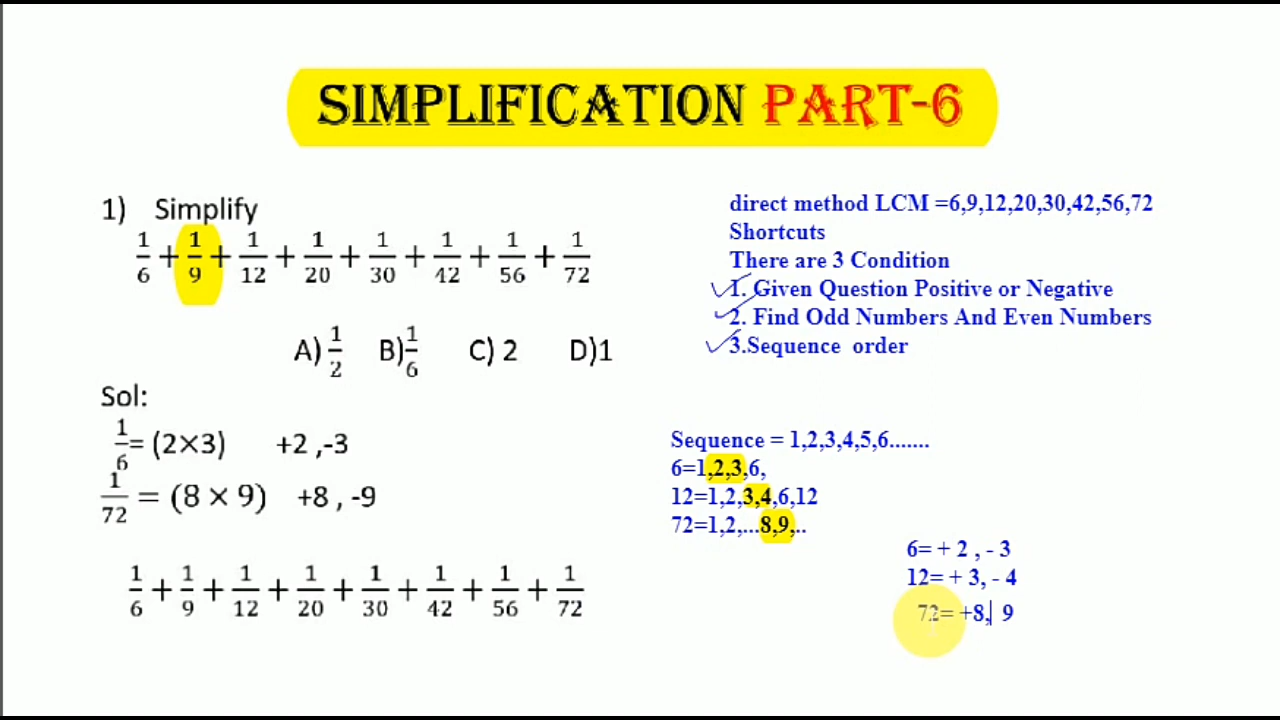 SIMPLIFICATION PART-6
1) Simplify
1/6 + 1/9 + 1/12 + 1/20 + 1/30 + 1/42 + 1/56 + 1/72
A) 1/2 B) 1/6 C) 2 D)1
Sol:
1/6 = (2×3) +2 ,-3
1/72 = (8 × 9) +8 , -9
1/6 + 1/9 + 1/12 + 1/20 + 1/30 + 1/42 + 1/56 + 1/72
direct method LCM =6,9,12,20,30,42,56,72
Shortcuts
There are 3 Condition
1. Given Question Positive or Negative
2. Find Odd Numbers And Even Numbers
3.Sequence order
Sequence = 1,2,3,4,5,6.......
6=1,2,3,6,
12=1,2,3,4,6,12
72=1,2,...8,9,..
6= + 2 , - 3
12= + 3, - 4
72= +8, 9